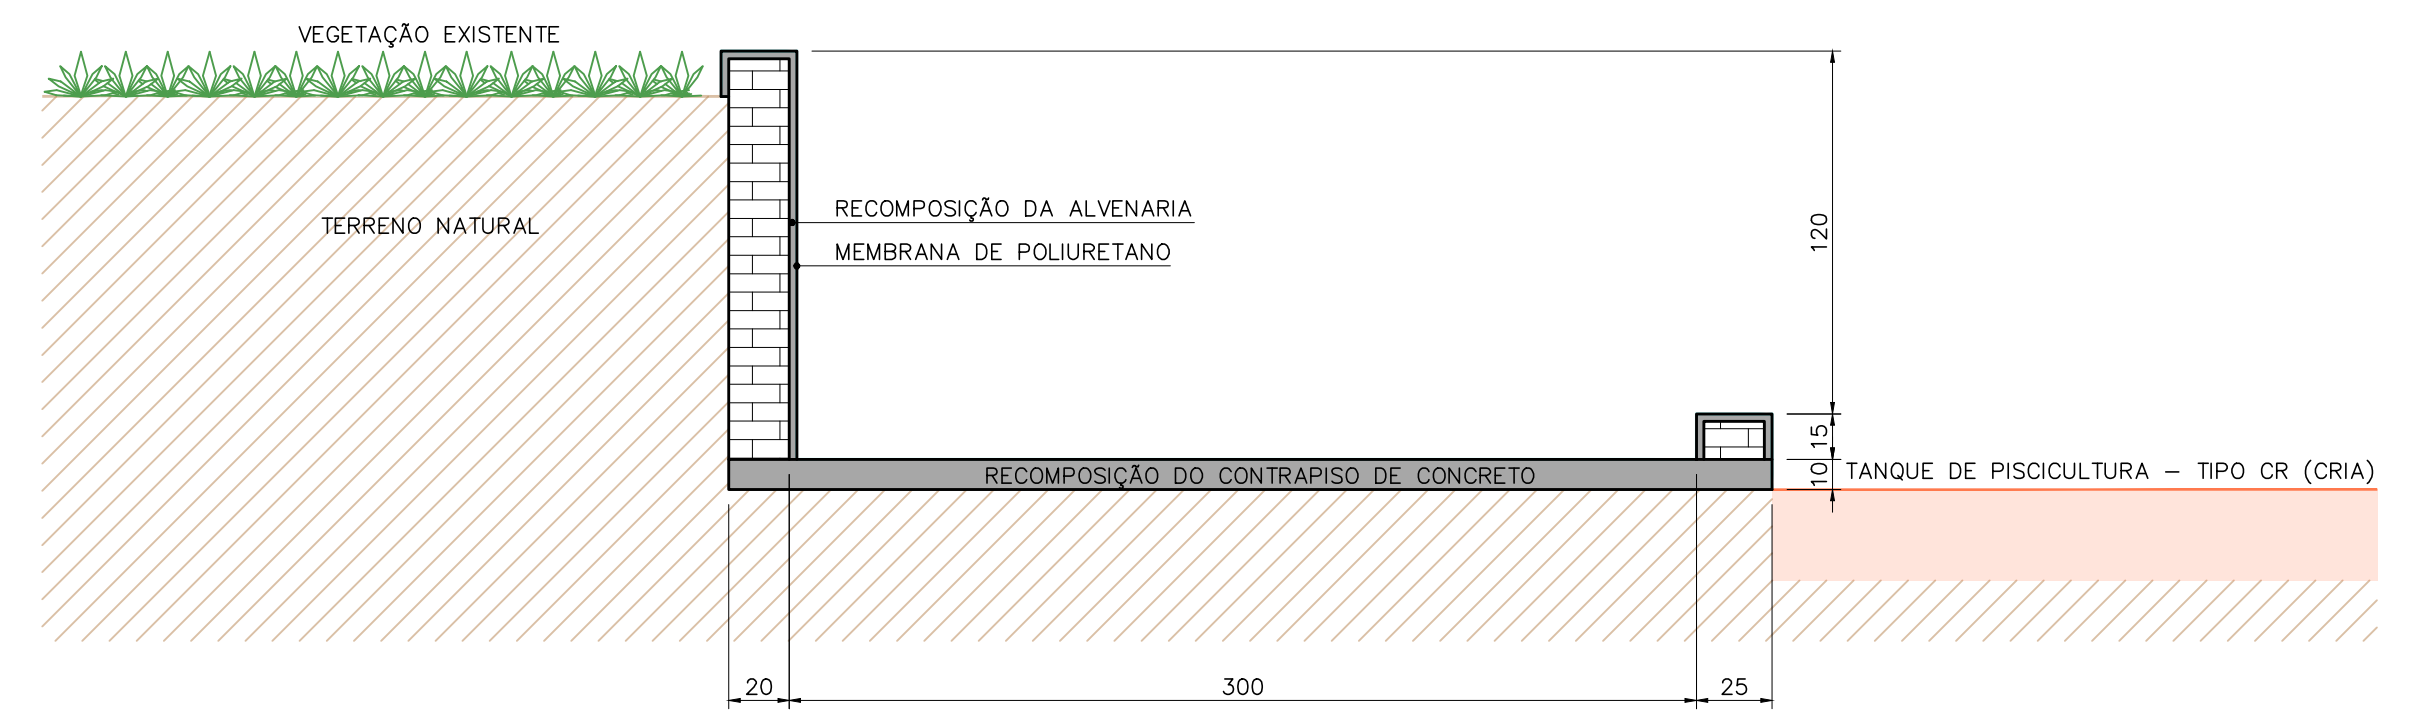 VEGETAÇÃO EXISTENTE
TERRENO NATURAL
RECOMPOSIÇÃO DA ALVENARIA
MEMBRANA DE POLIURETANO
120
15
10
RECOMPOSIÇÃO DO CONTRAPISO DE CONCRETO
TANQUE DE PISCICULTURA – TIPO CR (CRIA)
20
300
25